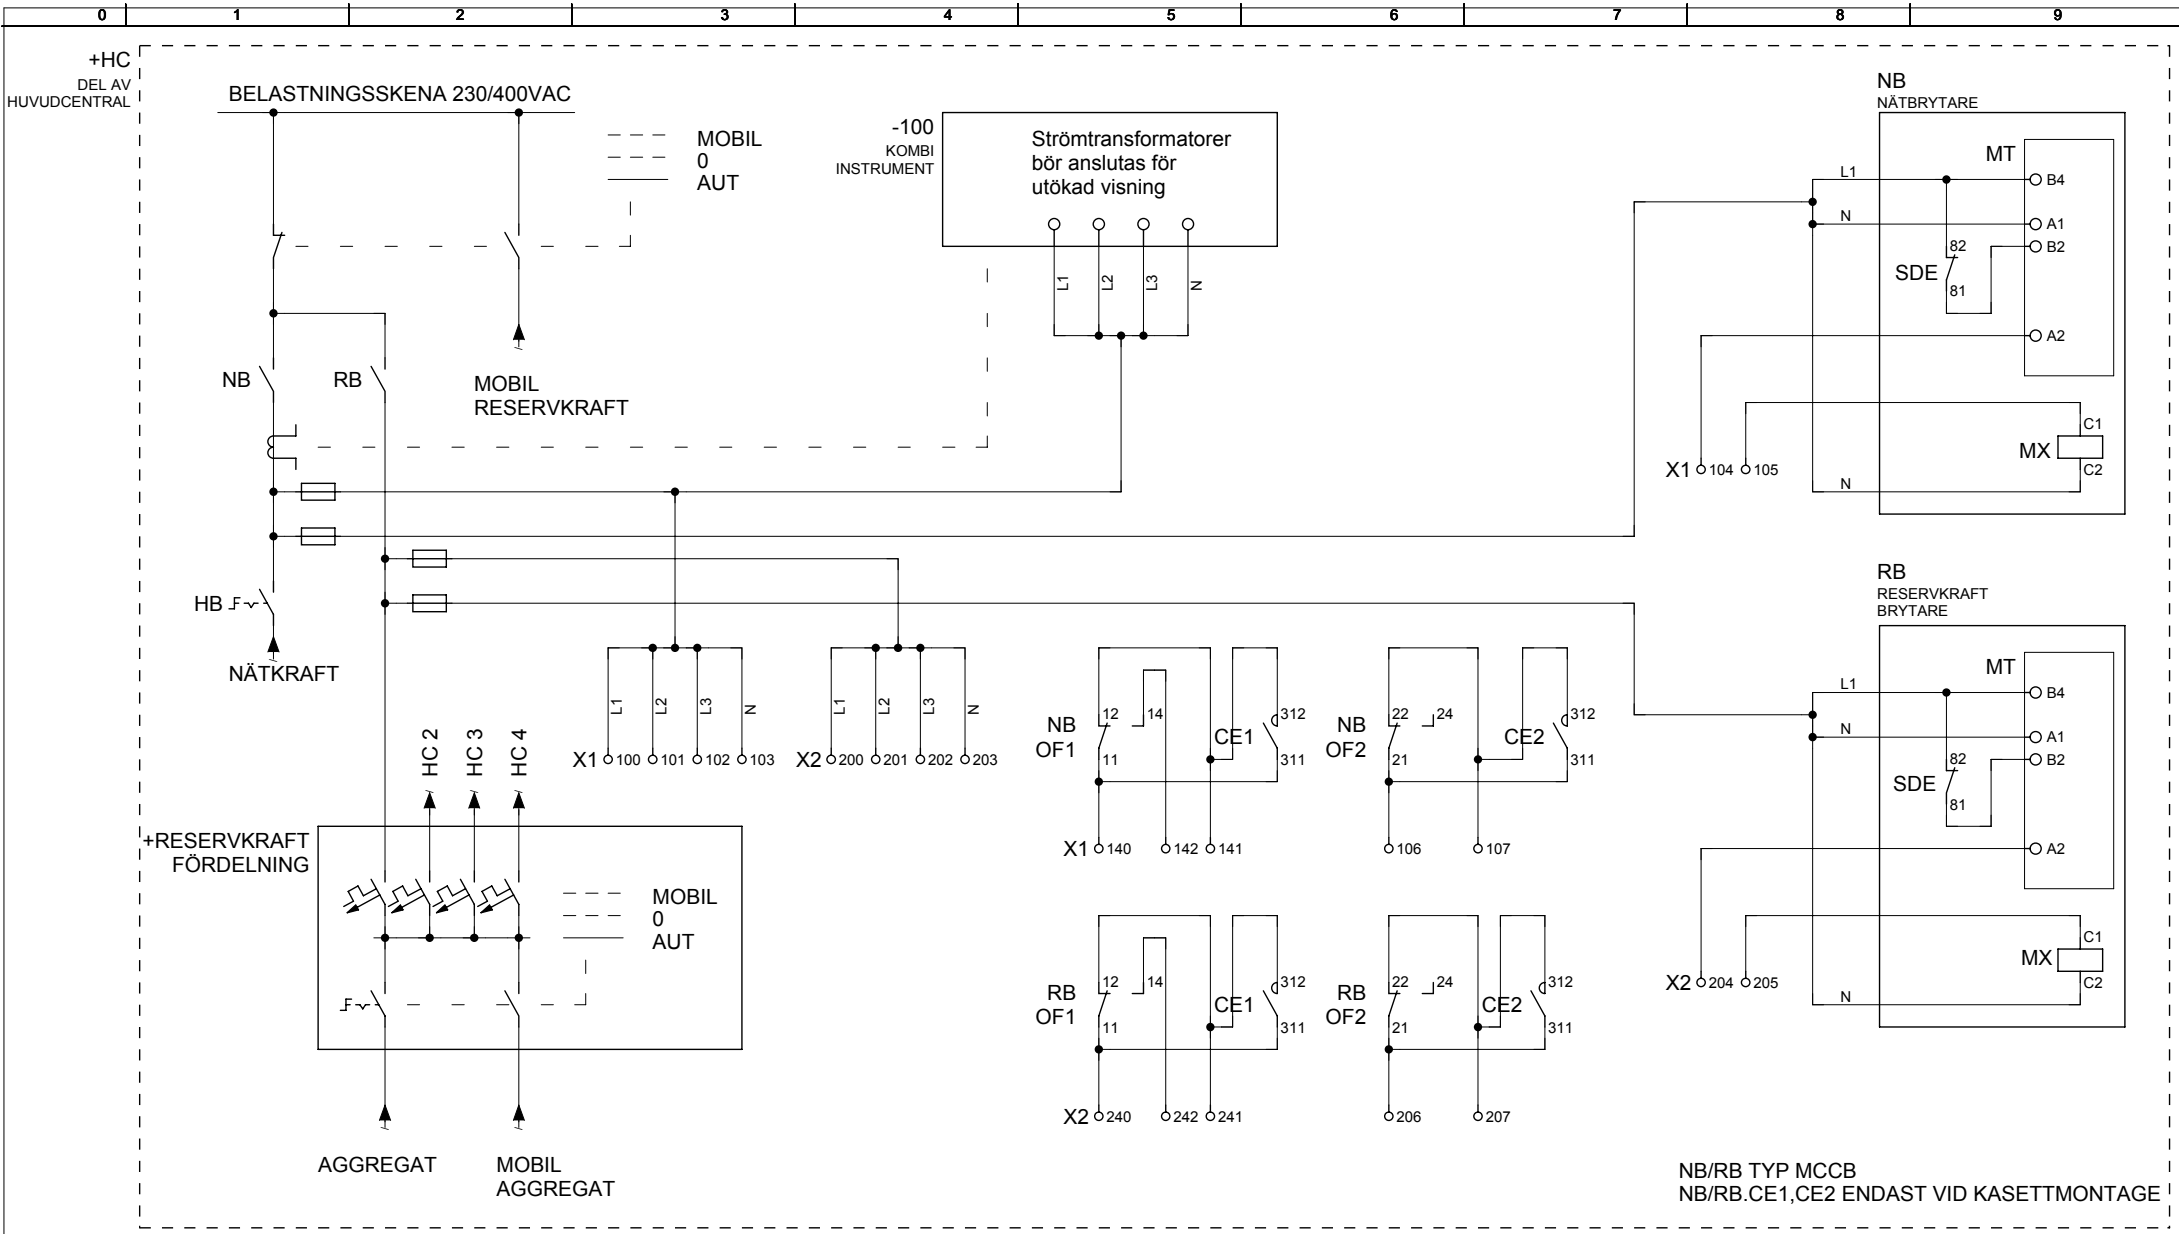 0 1 2 3 4 5 6 7 8 9
+HC
DEL AV
HUVUDCENTRAL
BELASTNINGSSKENA 230/400VAC
MOBIL
0
AUT
-100
KOMBI
INSTRUMENT
Strömtransformatorer
bör anslutas för
utökad visning
L1 L2 L3 N
NB
NÄTBRYTARE
MT
L1
B4
N
A1
82
B2
SDE
81
A2
C1
MX
C2
X1 104 105
N
NB
RB
MOBIL
RESERVKRAFT
HB
NÄTKRAFT
RB
RESERVKRAFT
BRYTARE
MT
L1
B4
N
A1
82
B2
SDE
81
A2
C1
MX
C2
X2 204 205
N
L1 L2 L3 N
X1 100 101 102 103
L1 L2 L3 N
X2 200 201 202 203
NB
OF1
12 14
11
CE1
312
311
X1 140 142 141
NB
OF2
22 24
21
CE2
312
311
106 107
HC 2
HC 3
HC 4
+RESERVKRAFT
FÖRDELNING
MOBIL
0
AUT
RB
OF1
12 14
11
CE1
312
311
X2 240 242 241
RB
OF2
22 24
21
CE2
312
311
206 207
AGGREGAT
MOBIL
AGGREGAT
NB/RB TYP MCCB
NB/RB.CE1,CE2 ENDAST VID KASETTMONTAGE